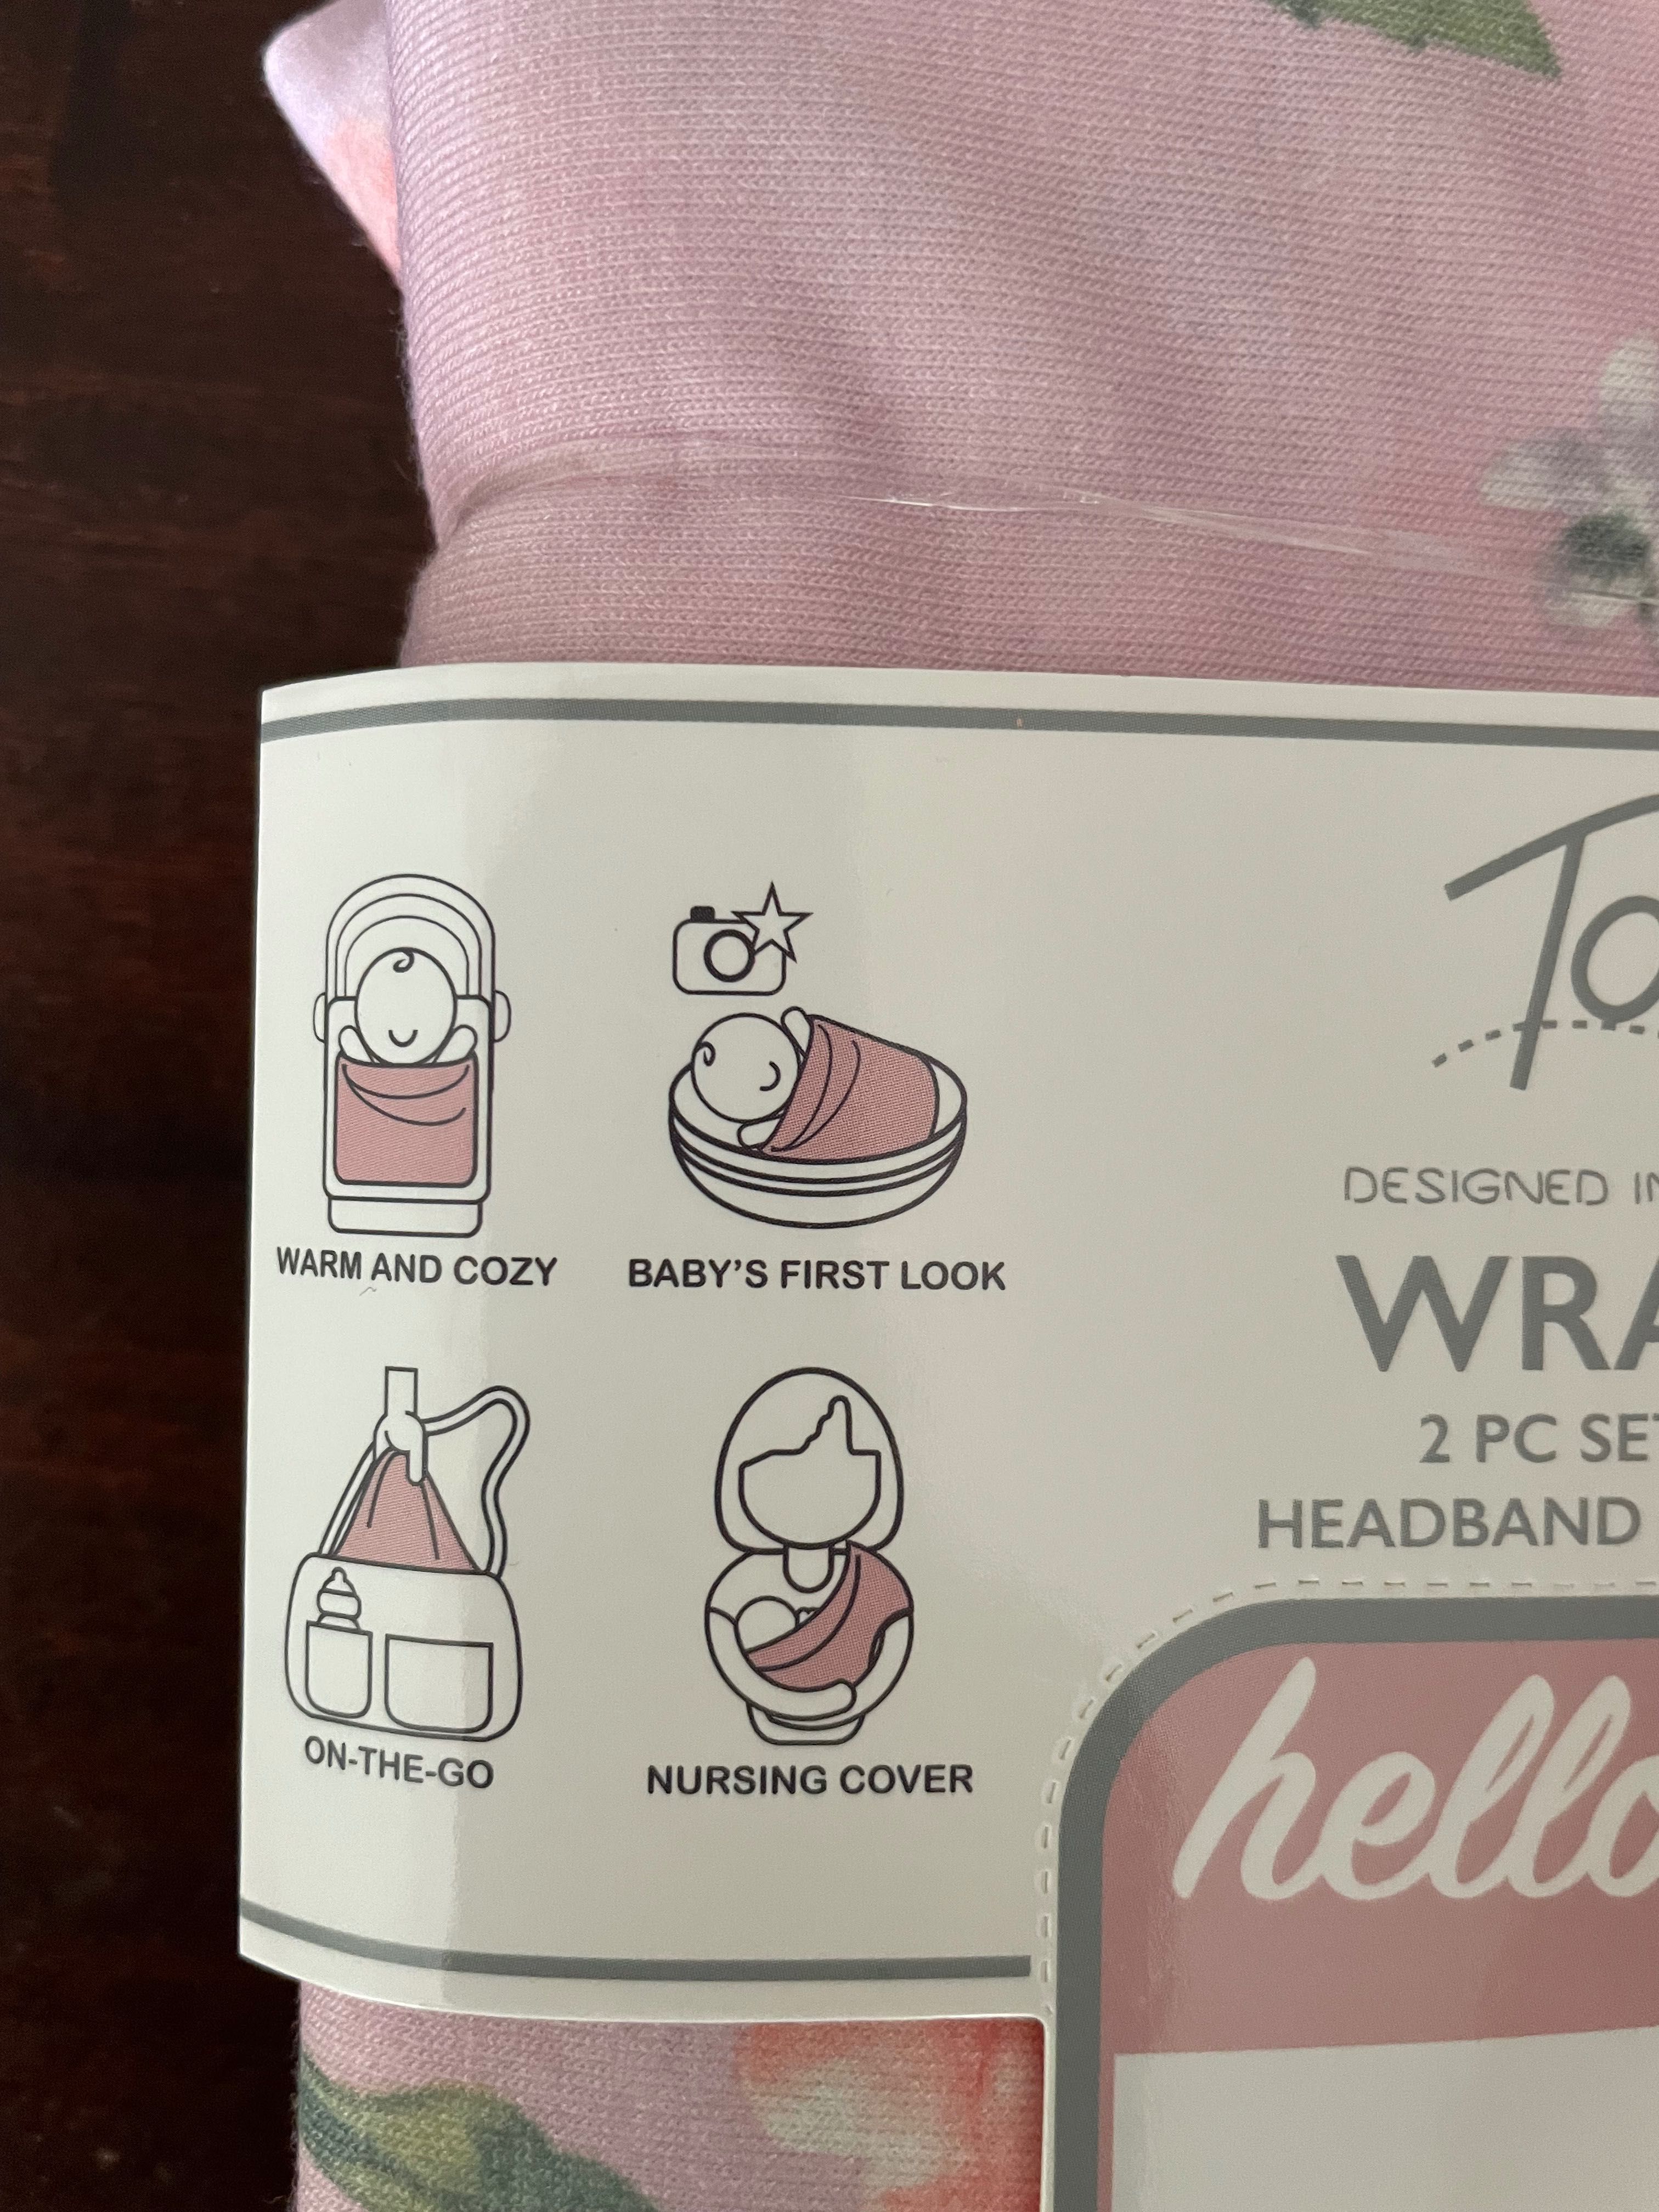 WARM AND COZY
BABY'S FIRST LOOK
ON-THE-GO
NURSING COVER
To
DESIGNED IN
WRA
2 PC SET
HEADBAND
hello